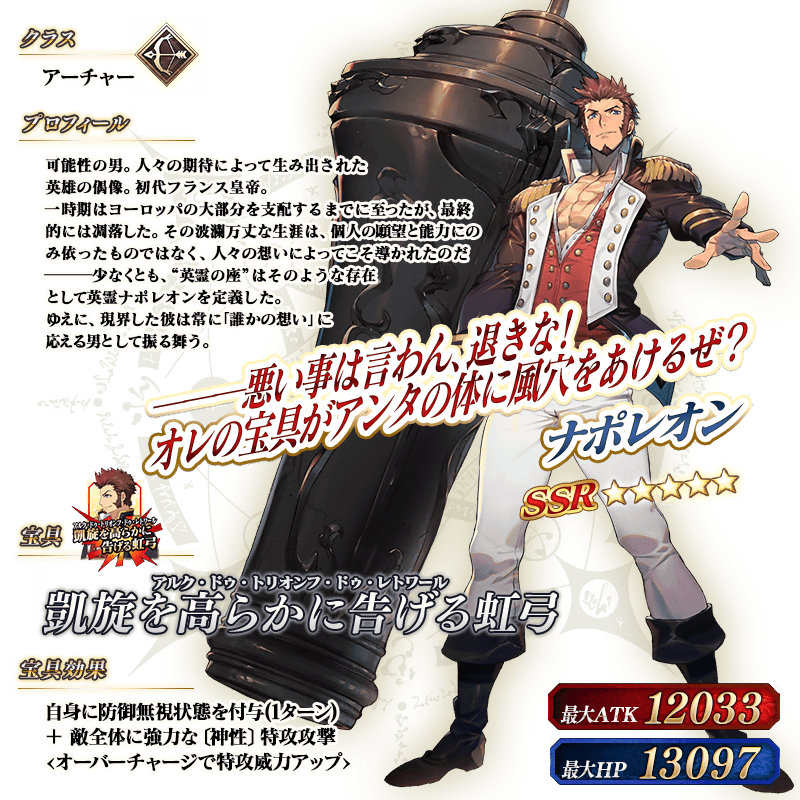 クラス
アーチャー
プロフィール
可能性の男。人々の期待によって生み出された
英雄の偶像。初代フランス皇帝。
一時期はヨーロッパの大部分を支配するまでに至ったが、最終
的には凋落した。その波瀾万丈な生涯は、個人の願望と能力にの
み依ったものではなく、人々の想いによってこそ導かれたのだ
———少なくとも、“英霊の座”はそのような存在
として英霊ナポレオンを定義した。
ゆえに、現界した彼は常に「誰かの想い」に
応える男として振る舞う。
———悪い事は言わん、退きな!
オレの宝具がアンタの体に風穴をあけるぜ?
ナポレオン
SSR ☆☆☆☆☆
アルク・ドゥ・トリオンフ・ドゥ・レトワール
凱旋を高らかに
告げる虹弓
宝具
アルク・ドゥ・トリオンフ・ドゥ・レトワール
凱旋を高らかに告げる虹弓
宝具効果
自身に防御無視状態を付与(1ターン)
+ 敵全体に強力な〔神性〕特攻攻撃
<オーバーチャージで特攻威力アップ>
最大ATK 12033
最大HP 13097